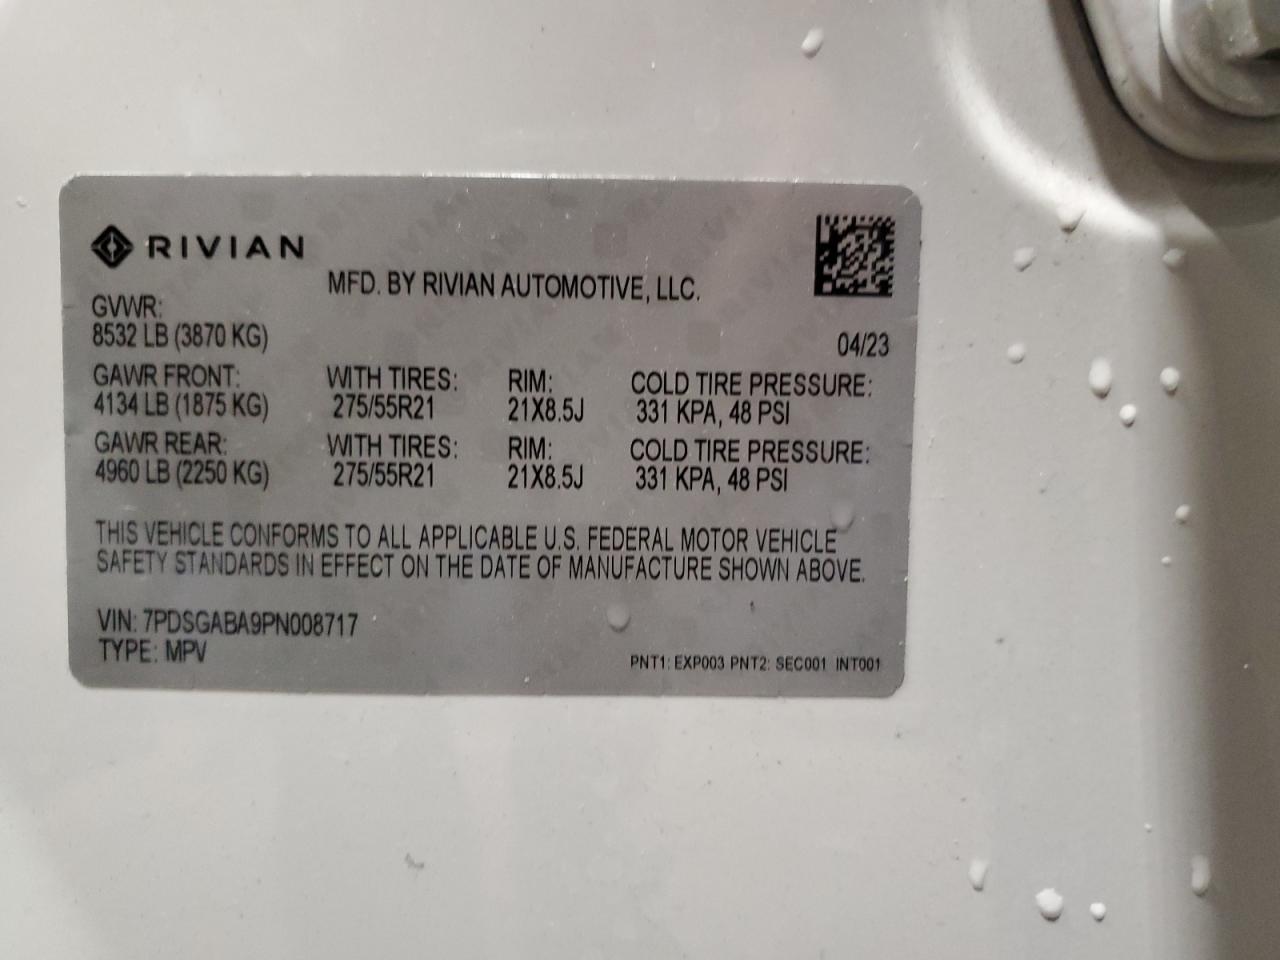 RIVIAN
MFD. BY RIVIAN AUTOMOTIVE, LLC.
GVWR:
8532 LB (3870 KG)
04/23
GAWR FRONT: WITH TIRES: RIM: COLD TIRE PRESSURE:
4134 LB (1875 KG) 275/55R21 21X8.5J 331 KPA, 48 PSI
GAWR REAR: WITH TIRES: RIM: COLD TIRE PRESSURE:
4960 LB (2250 KG) 275/55R21 21X8.5J 331 KPA, 48 PSI
THIS VEHICLE CONFORMS TO ALL APPLICABLE U.S. FEDERAL MOTOR VEHICLE
SAFETY STANDARDS IN EFFECT ON THE DATE OF MANUFACTURE SHOWN ABOVE.
VIN: 7PDSGABA9PN008717
TYPE: MPV
PNT1: EXP003 PNT2: SEC001 INT001